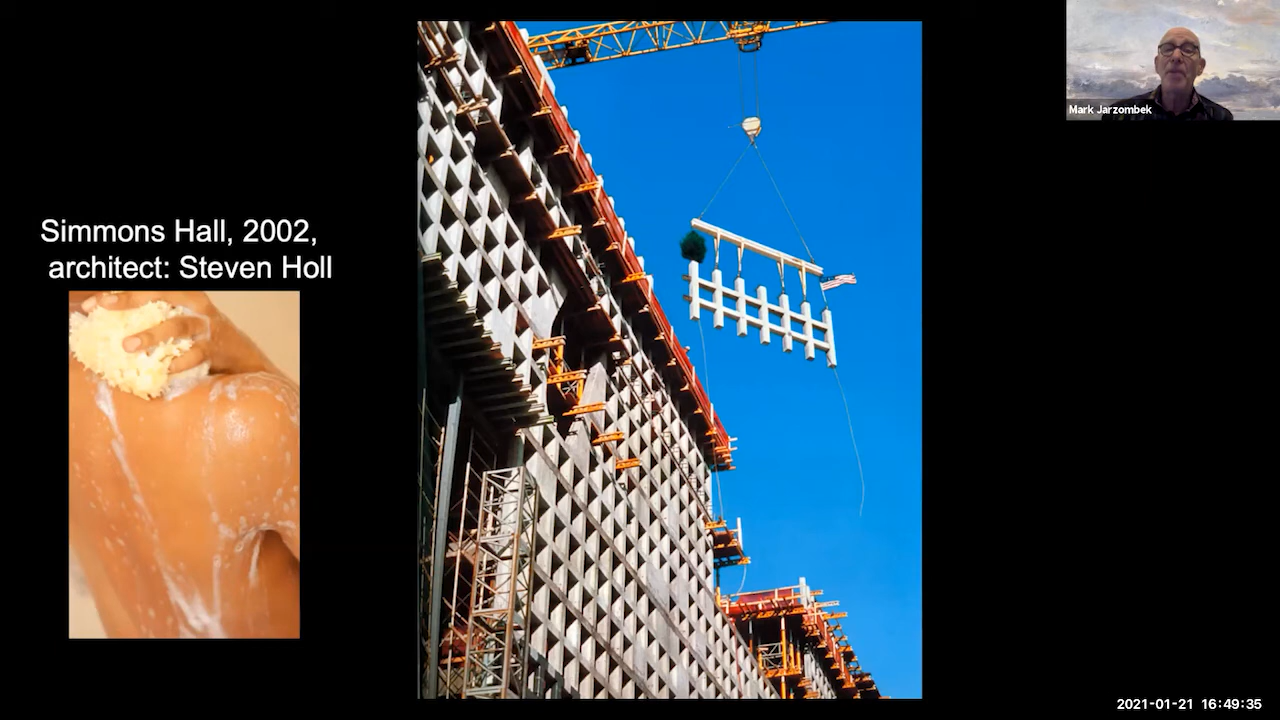 Simmons Hall, 2002,
architect: Steven Holl
Mark Jarzombek
2021-01-21 16:49:35